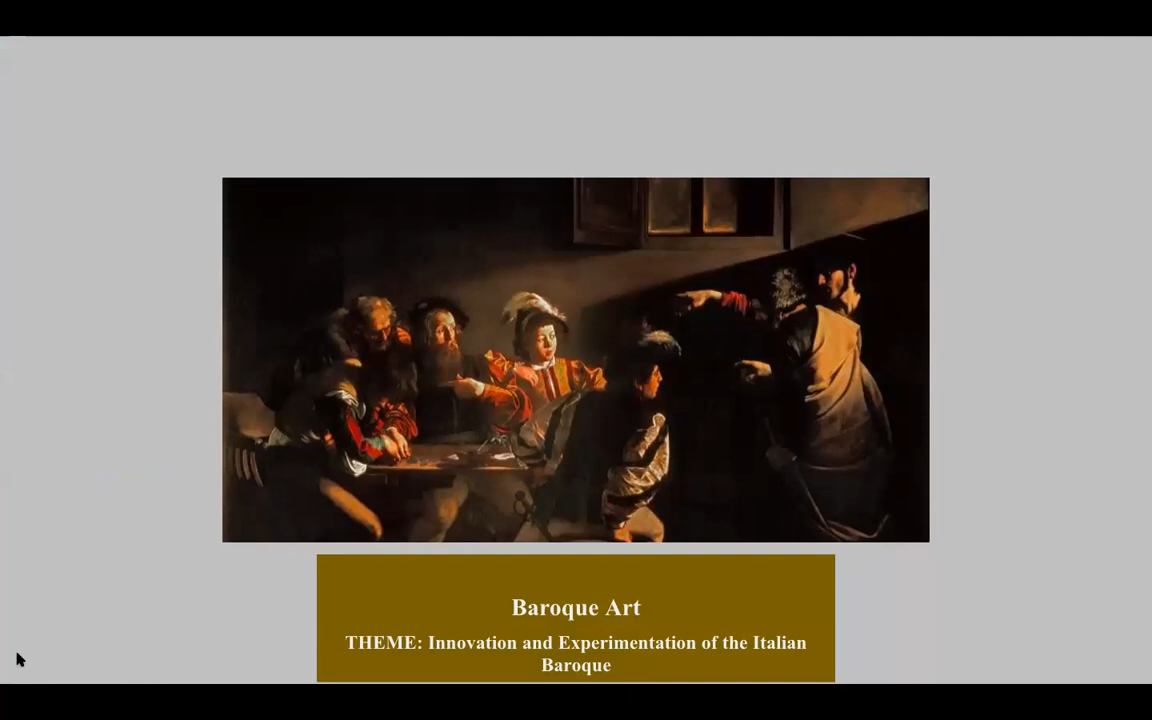 Baroque Art
THEME: Innovation and Experimentation of the Italian
Baroque